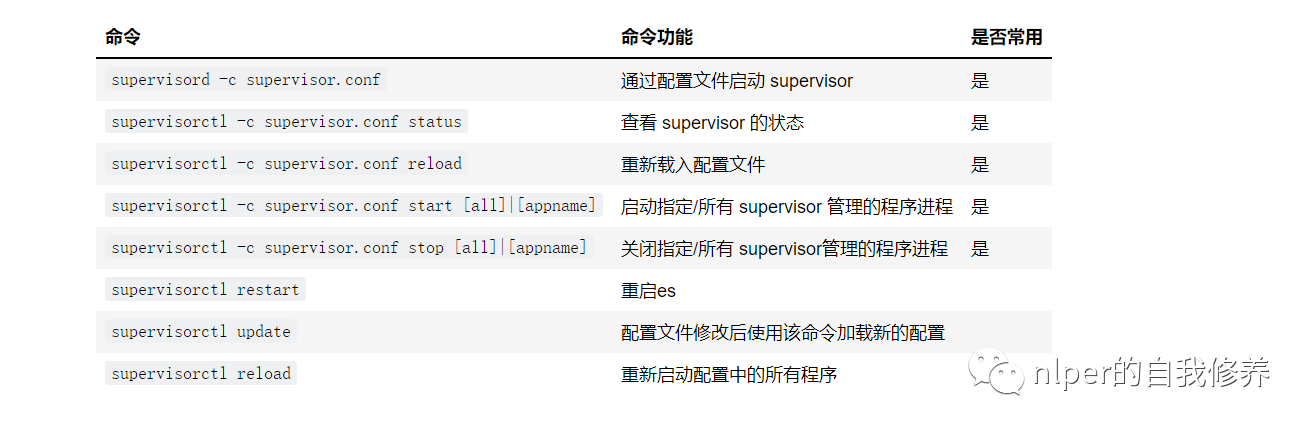 命令 命令功能 是否常用
supervisord -c supervisor.conf 通过配置文件启动 supervisor 是
supervisorctl -c supervisor.conf status 查看 supervisor 的状态 是
supervisorctl -c supervisor.conf reload 重新载入配置文件 是
supervisorctl -c supervisor.conf start [all]|[appname] 启动指定/所有 supervisor 管理的程序进程 是
supervisorctl -c supervisor.conf stop [all]|[appname] 关闭指定/所有 supervisor管理的程序进程 是
supervisorctl restart 重启es
supervisorctl update 配置文件修改后使用该命令加载新的配置
supervisorctl reload 重新启动配置中的所有程序
nlper的自我修养